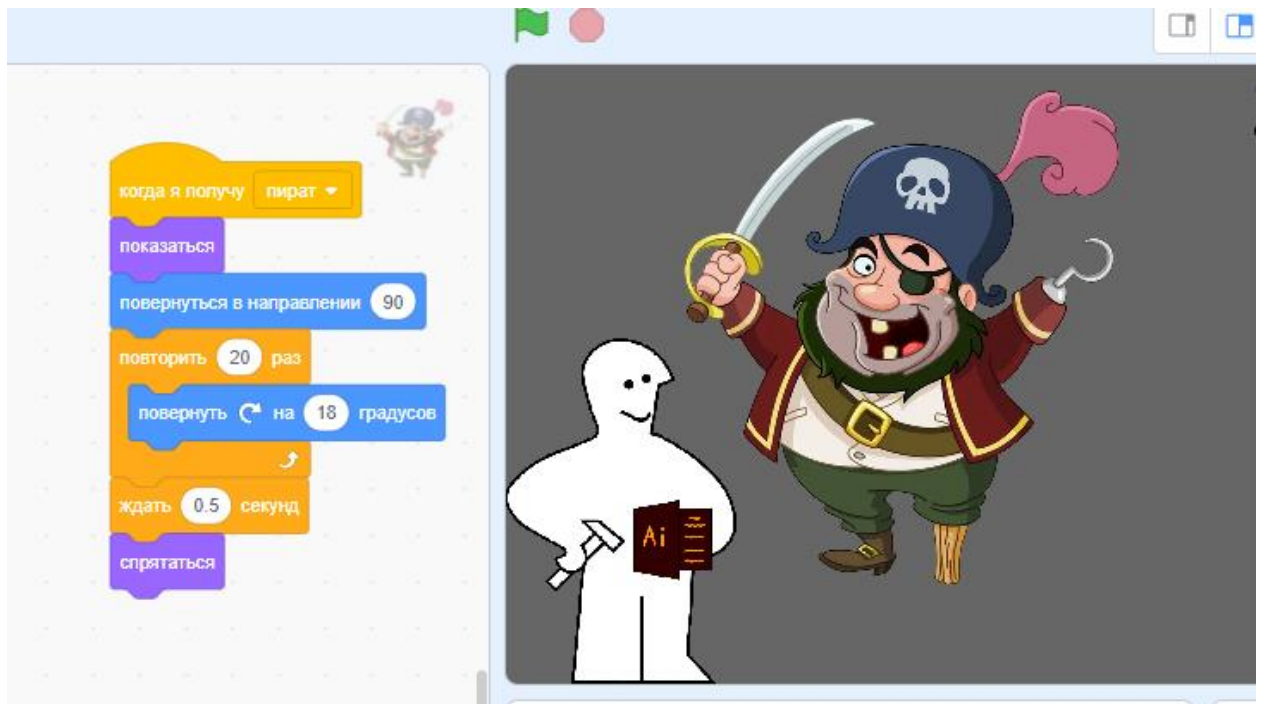 когда я получу пират
показаться
повернуться в направлении 90
повторить 20 раз
повернуть на 18 градусов
ждать 0.5 секунд
спрятаться
Ai